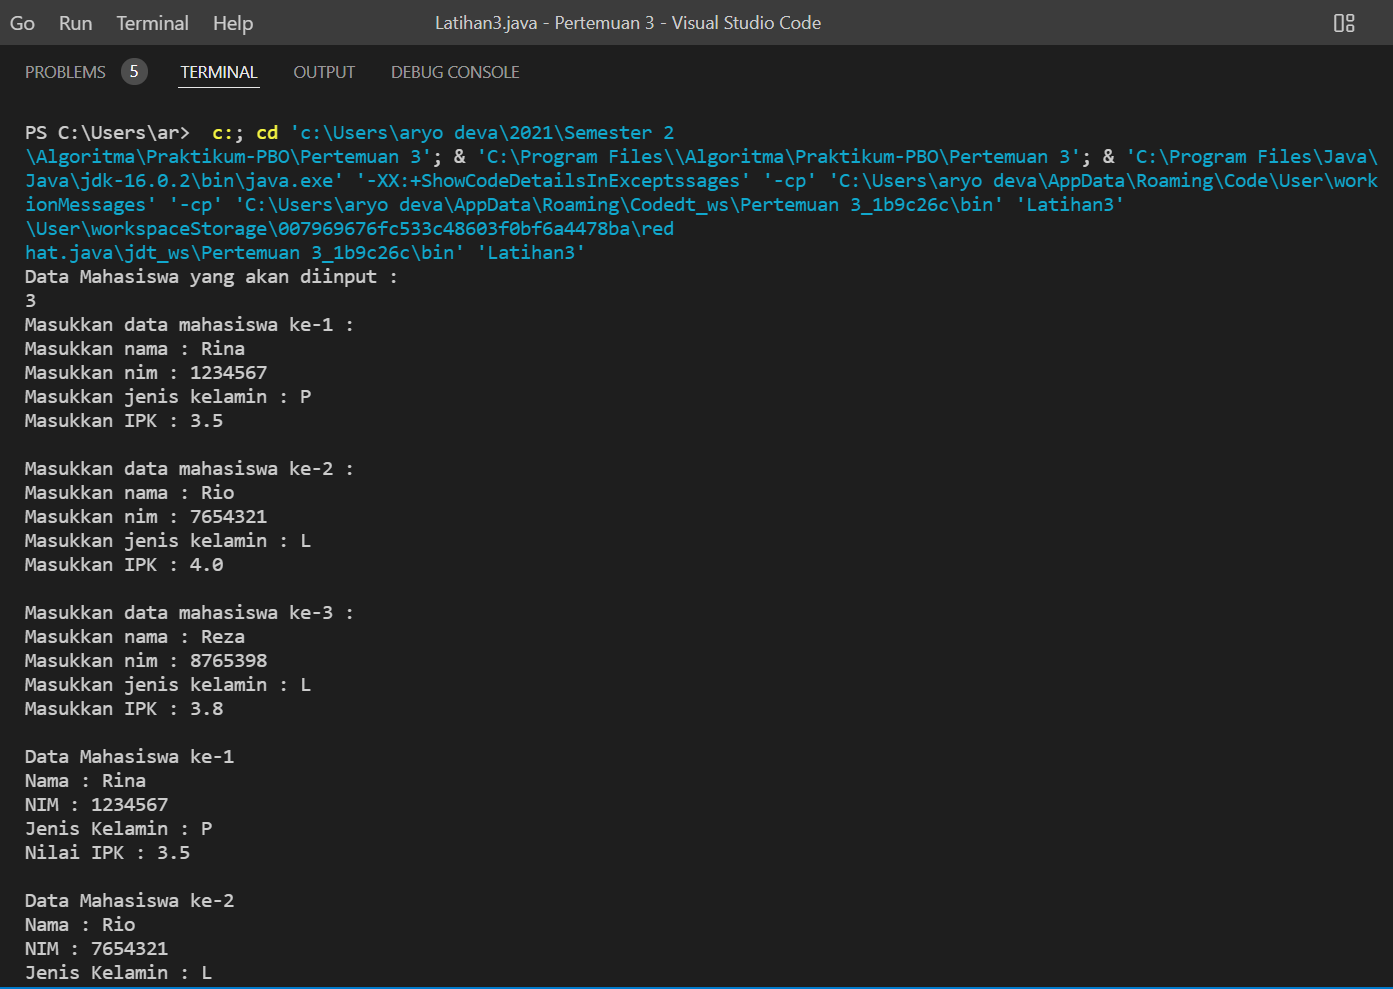 Go Run Terminal Help Latihan3.java - Pertemuan 3 - Visual Studio Code
PROBLEMS 5 TERMINAL OUTPUT DEBUG CONSOLE
PS C:\Users\ar> c:; cd 'c:\Users\aryo deva\2021\Semester 2
\Algoritma\Praktikum-PBO\Pertemuan 3'; & 'C:\Program Files\\Algoritma\Praktikum-PBO\Pertemuan 3'; & 'C:\Program Files\Java\
Java\jdk-16.0.2\bin\java.exe' '-XX:+ShowCodeDetailsInExceptssages' '-cp' 'C:\Users\aryo deva\AppData\Roaming\Code\User\work
ionMessages' '-cp' 'C:\Users\aryo deva\AppData\Roaming\Codedt_ws\Pertemuan 3_1b9c26c\bin' 'Latihan3'
\User\workspaceStorage\007969676fc533c48603f0bf6a4478ba\red
hat.java\jdt_ws\Pertemuan 3_1b9c26c\bin' 'Latihan3'
Data Mahasiswa yang akan diinput :
3
Masukkan data mahasiswa ke-1 :
Masukkan nama : Rina
Masukkan nim : 1234567
Masukkan jenis kelamin : P
Masukkan IPK : 3.5
Masukkan data mahasiswa ke-2 :
Masukkan nama : Rio
Masukkan nim : 7654321
Masukkan jenis kelamin : L
Masukkan IPK : 4.0
Masukkan data mahasiswa ke-3 :
Masukkan nama : Reza
Masukkan nim : 8765398
Masukkan jenis kelamin : L
Masukkan IPK : 3.8
Data Mahasiswa ke-1
Nama : Rina
NIM : 1234567
Jenis Kelamin : P
Nilai IPK : 3.5
Data Mahasiswa ke-2
Nama : Rio
NIM : 7654321
Jenis Kelamin : L